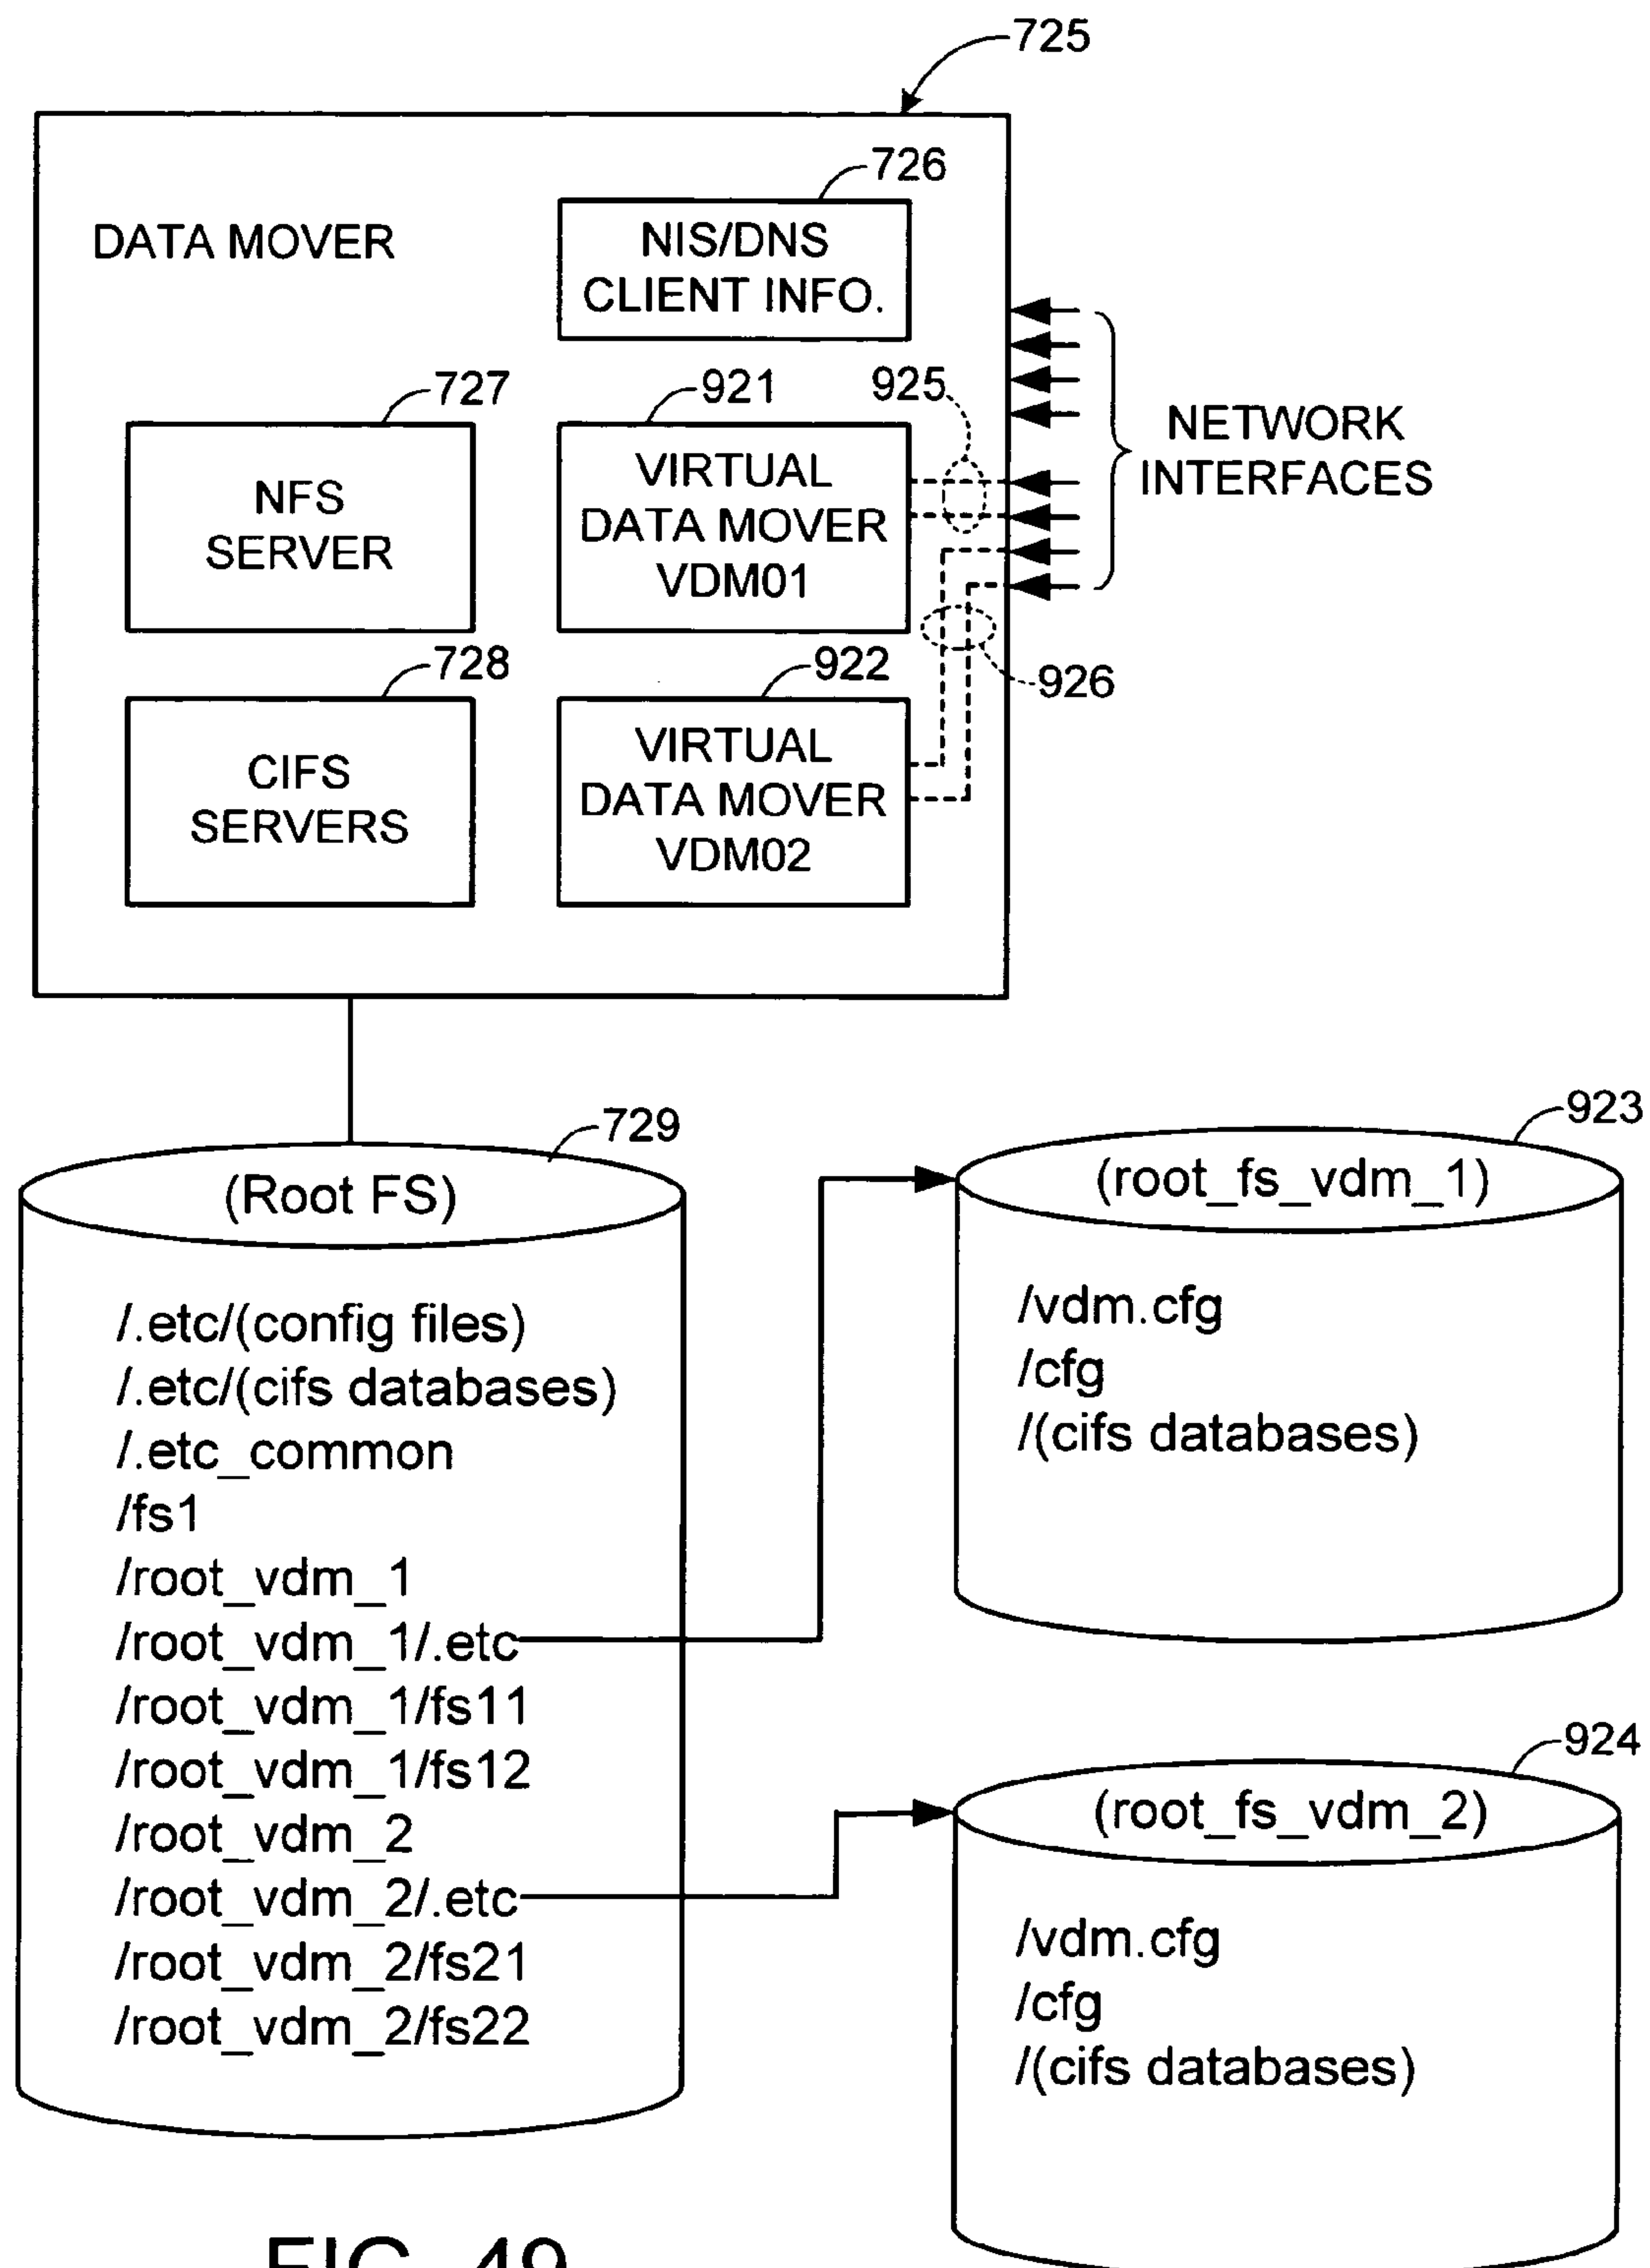 725
726
DATA MOVER
NIS/DNS
CLIENT INFO.
727
921
925
NETWORK
INTERFACES
NFS
SERVER
VIRTUAL
DATA MOVER
VDM01
728
922
926
CIFS
SERVERS
VIRTUAL
DATA MOVER
VDM02
729
(Root FS)
/.etc/(config files)
/.etc/(cifs databases)
/.etc_common
/fs1
/root_vdm_1
/root_vdm_1/.etc
/root_vdm_1/fs11
/root_vdm_1/fs12
/root_vdm_2
/root_vdm_2/.etc
/root_vdm_2/fs21
/root_vdm_2/fs22
923
(root_fs_vdm_1)
/vdm.cfg
/cfg
/(cifs databases)
924
(root_fs_vdm_2)
/vdm.cfg
/cfg
/(cifs databases)
FIG. 49